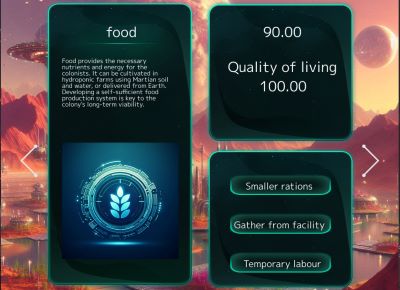 food
Food provides the necessary
nutrients and energy for the
colonists. It can be cultivated in
hydroponic farms using Martian soil
and water, or delivered from Earth.
Developing a self-sufficient food
production system is key to the
colony's long-term viability.
90.00
Quality of living
100.00
Smaller rations
Gather from facility
Temporary labour